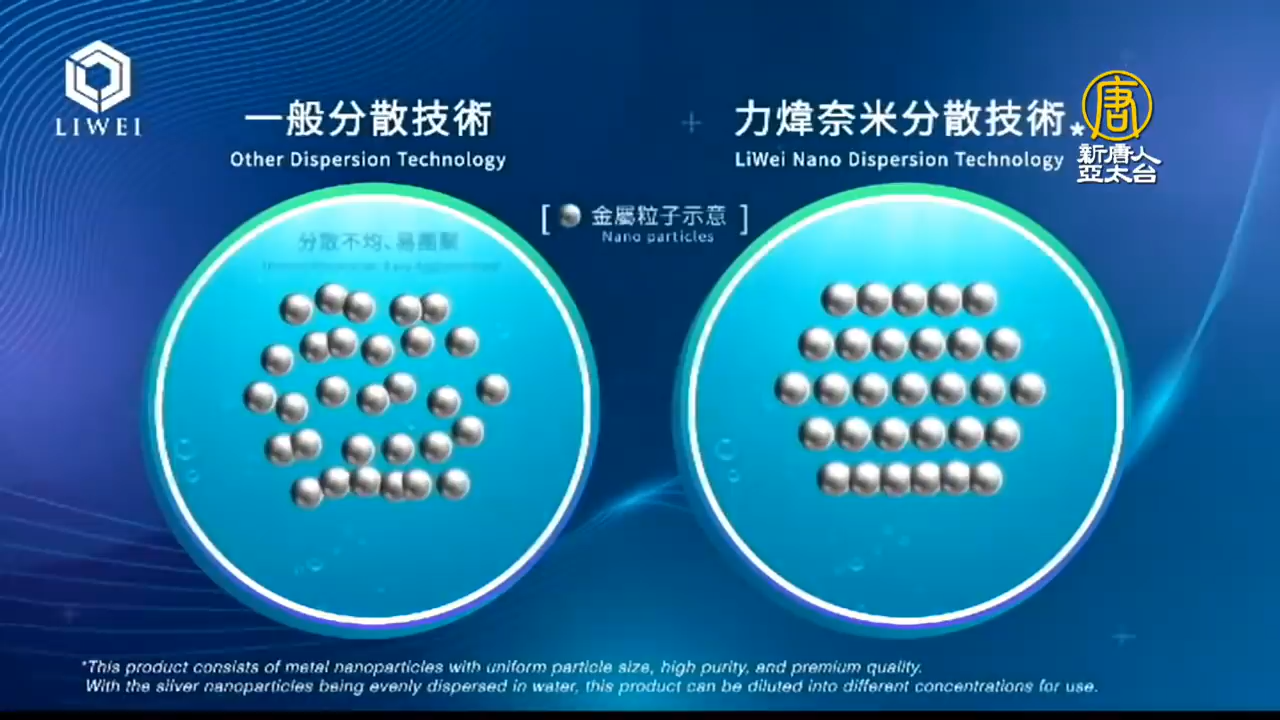 LIWEI
一般分散技術
Other Dispersion Technology
力煒奈米分散技術*
LiWei Nano Dispersion Technology
唐
新唐人
亞太台
[ 金屬粒子示意 ]
Nano particles
分散不均、易團聚
*This product consists of metal nanoparticles with uniform particle size, high purity, and premium quality.
With the silver nanoparticles being evenly dispersed in water, this product can be diluted into different concentrations for use.